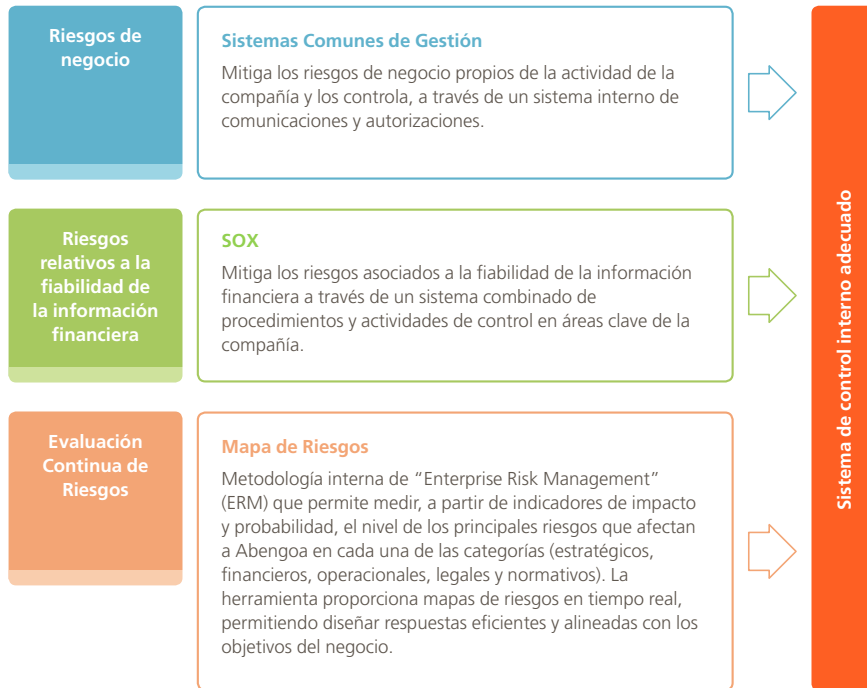 Riesgos de
negocio
Sistemas Comunes de Gestión
Mitiga los riesgos de negocio propios de la actividad de la
compañía y los controla, a través de un sistema interno de
comunicaciones y autorizaciones.
Riesgos
relativos a la
fiabilidad de
la información
financiera
SOX
Mitiga los riesgos asociados a la fiabilidad de la información
financiera a través de un sistema combinado de
procedimientos y actividades de control en áreas clave de la
compañía.
Evaluación
Continua de
Riesgos
Mapa de Riesgos
Metodología interna de “Enterprise Risk Management”
(ERM) que permite medir, a partir de indicadores de impacto
y probabilidad, el nivel de los principales riesgos que afectan
a Abengoa en cada una de las categorías (estratégicos,
financieros, operacionales, legales y normativos). La
herramienta proporciona mapas de riesgos en tiempo real,
permitiendo diseñar respuestas eficientes y alineadas con los
objetivos del negocio.
Sistema de control interno adecuado